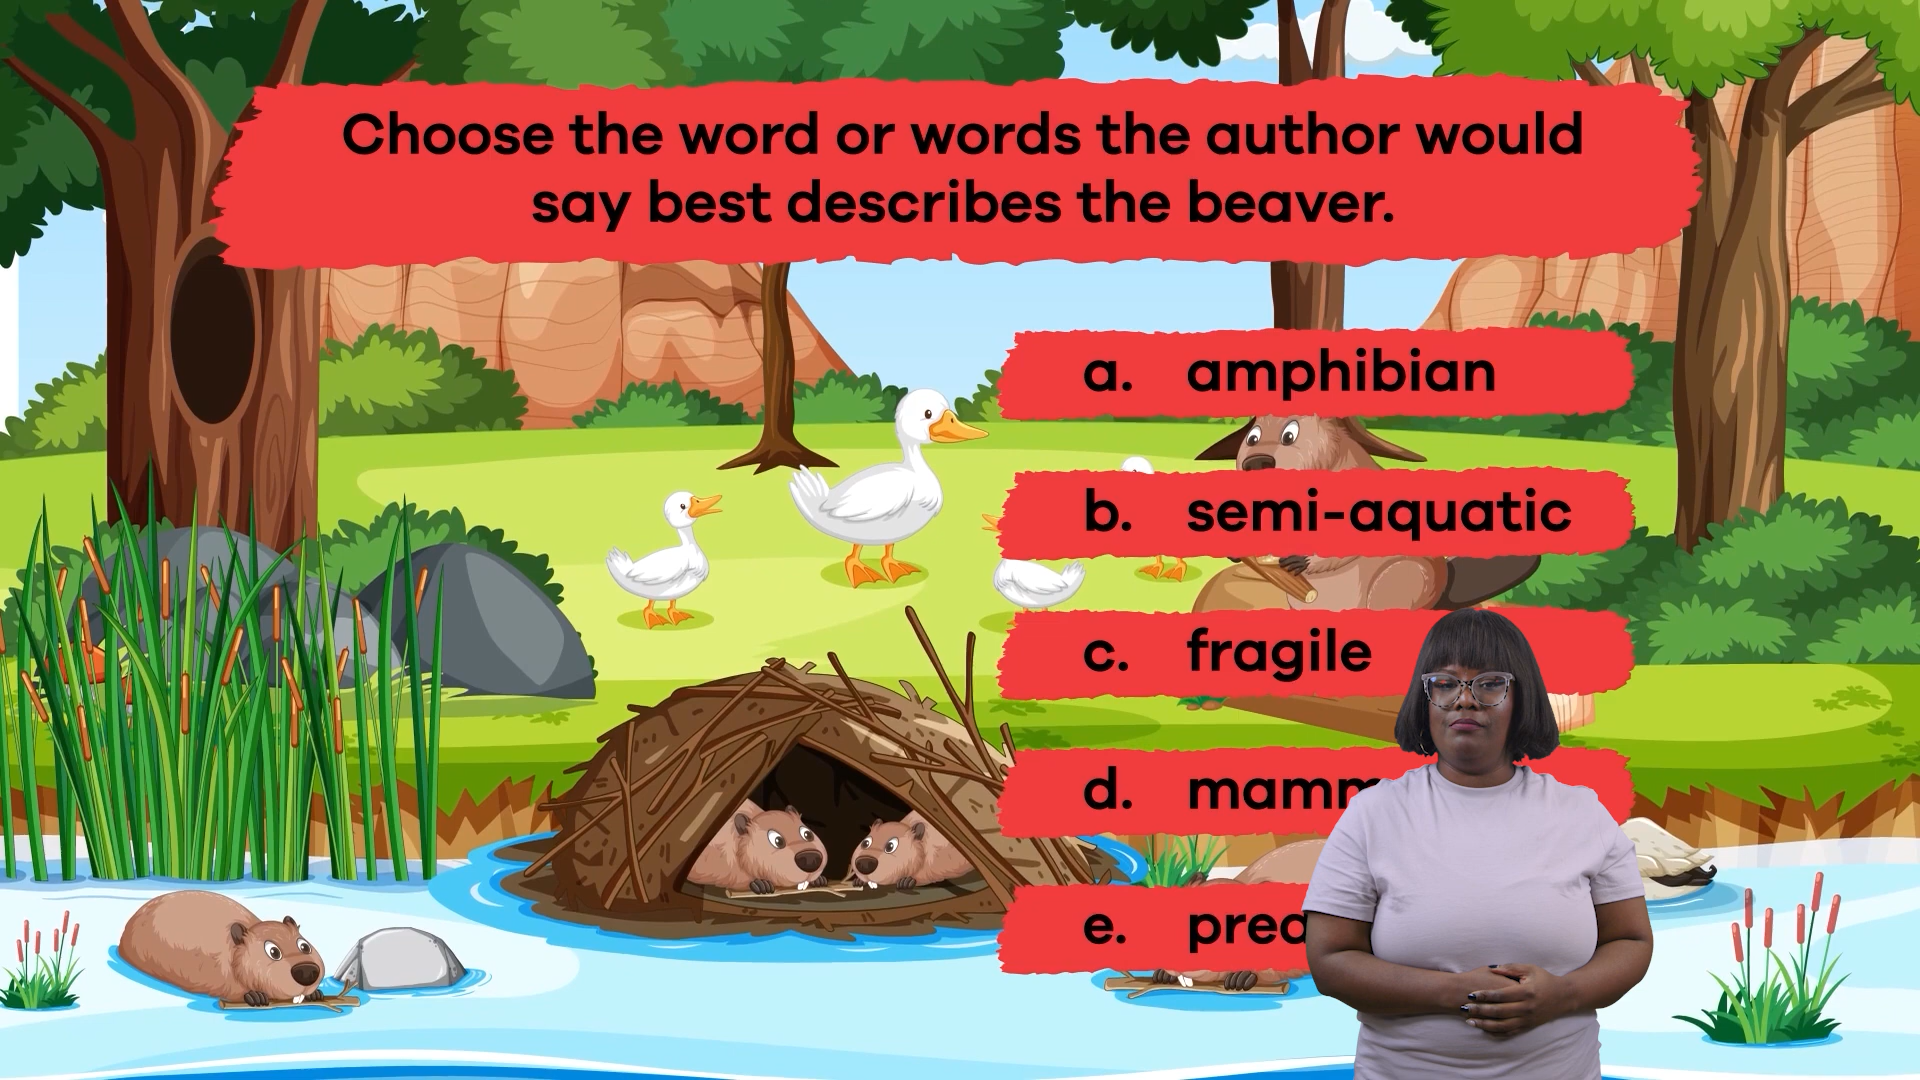 Choose the word or words the author would
say best describes the beaver.
a. amphibian
b. semi-aquatic
c. fragile
d.
e.